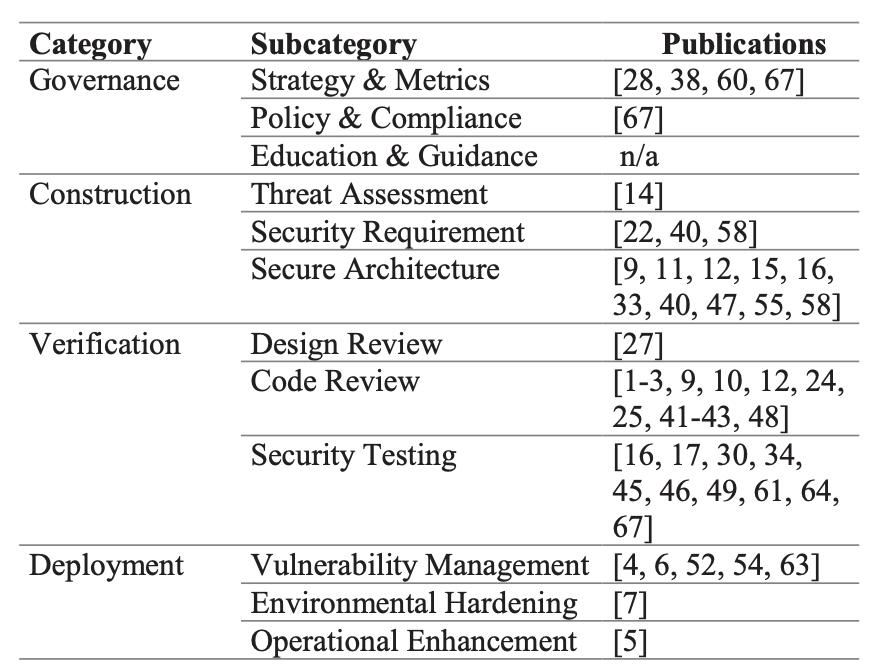 Category Subcategory Publications
Governance Strategy & Metrics [28, 38, 60, 67]
Policy & Compliance [67]
Education & Guidance n/a
Construction Threat Assessment [14]
Security Requirement [22, 40, 58]
Secure Architecture [9, 11, 12, 15, 16,
33, 40, 47, 55, 58]
Verification Design Review [27]
Code Review [1-3, 9, 10, 12, 24,
25, 41-43, 48]
Security Testing [16, 17, 30, 34,
45, 46, 49, 61, 64,
67]
Deployment Vulnerability Management [4, 6, 52, 54, 63]
Environmental Hardening [7]
Operational Enhancement [5]